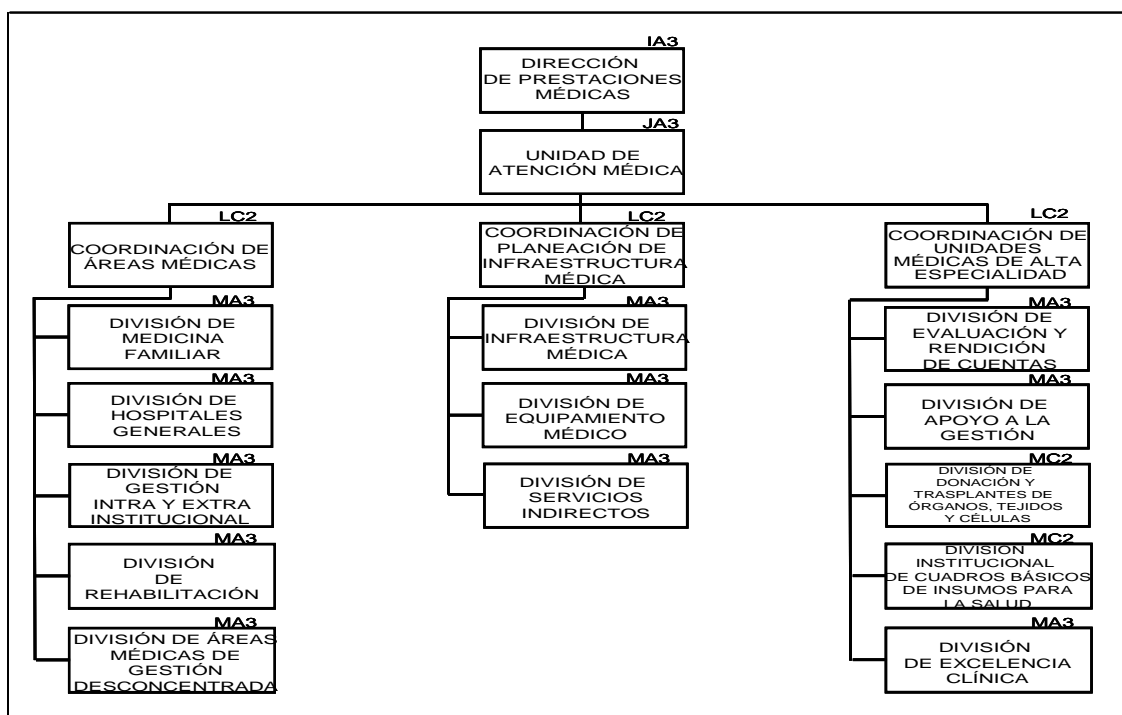 IA3
DIRECCIÓN
DE PRESTACIONES
MÉDICAS
JA3
UNIDAD DE
ATENCIÓN MÉDICA
LC2
COORDINACIÓN DE
ÁREAS MÉDICAS
MA3
DIVISIÓN DE
MEDICINA
FAMILIAR
MA3
DIVISIÓN DE
HOSPITALES
GENERALES
MA3
DIVISIÓN DE
GESTIÓN
INTRA Y EXTRA
INSTITUCIONAL
MA3
DIVISIÓN
DE
REHABILITACIÓN
MA3
DIVISIÓN DE ÁREAS
MÉDICAS DE
GESTIÓN
DESCONCENTRADA
LC2
COORDINACIÓN DE
PLANEACIÓN DE
INFRAESTRUCTURA
MÉDICA
MA3
DIVISIÓN DE
INFRAESTRUCTURA
MÉDICA
MA3
DIVISIÓN DE
EQUIPAMIENTO
MÉDICO
MA3
DIVISIÓN DE
SERVICIOS
INDIRECTOS
LC2
COORDINACIÓN DE
UNIDADES
MÉDICAS DE ALTA
ESPECIALIDAD
MA3
DIVISIÓN DE
EVALUACIÓN Y
RENDICIÓN
DE CUENTAS
MA3
DIVISIÓN DE
APOYO A LA
GESTIÓN
MC2
DIVISIÓN DE
DONACIÓN Y
TRASPLANTES DE
ÓRGANOS, TEJIDOS
Y CÉLULAS
MC2
DIVISIÓN
INSTITUCIONAL
DE CUADROS BÁSICOS
DE INSUMOS PARA
LA SALUD
MA3
DIVISIÓN
DE EXCELENCIA
CLÍNICA